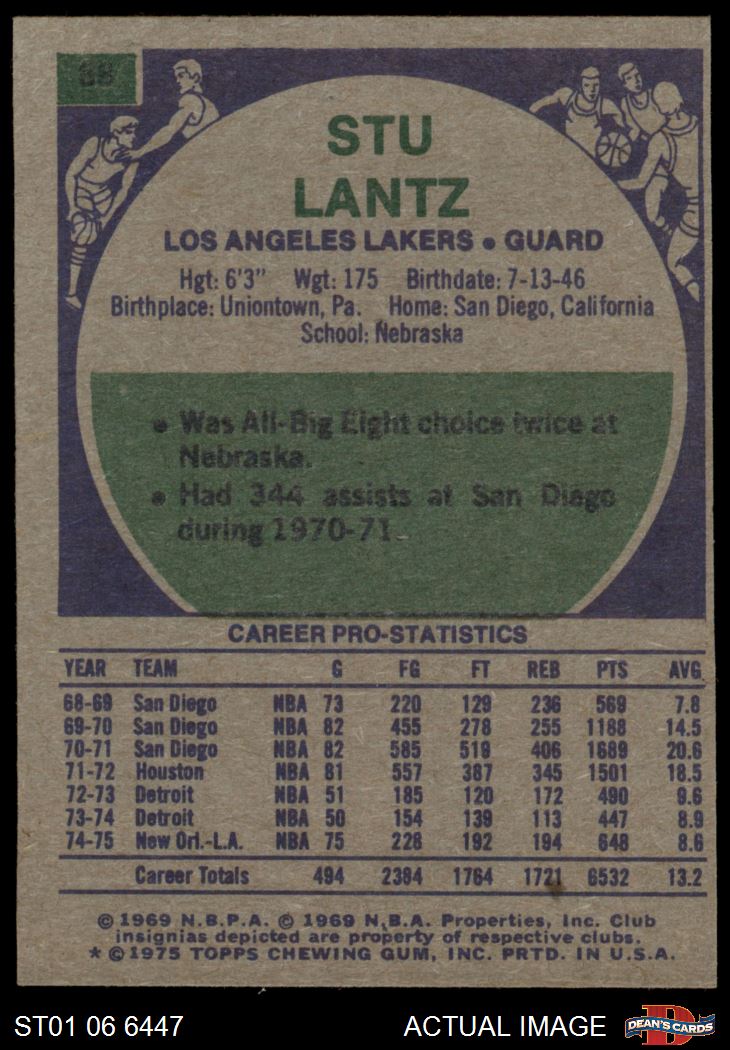 68
STU
LANTZ
LOS ANGELES LAKERS • GUARD
Hgt: 6'3" Wgt: 175 Birthdate: 7-13-46
Birthplace: Uniontown, Pa. Home: San Diego, California
School: Nebraska
• Was All-Big Eight choice twice at
Nebraska.
• Had 344 assists at San Diego
during 1970-71.
CAREER PRO-STATISTICS
YEAR TEAM G FG FT REB PTS AVG.
68-69 San Diego NBA 73 220 129 236 569 7.8
69-70 San Diego NBA 82 455 278 255 1188 14.5
70-71 San Diego NBA 82 585 519 406 1689 20.6
71-72 Houston NBA 81 557 387 345 1501 18.5
72-73 Detroit NBA 51 185 120 172 490 9.6
73-74 Detroit NBA 50 154 139 113 447 8.9
74-75 New Orl.-L.A. NBA 75 228 192 194 648 8.6
Career Totals 494 2384 1764 1721 6532 13.2
© 1969 N.B.P.A. © 1969 N.B.A. Properties, Inc. Club
insignias depicted are property of respective clubs.
* © 1975 TOPPS CHEWING GUM, INC. PRTD. IN U.S.A.
ST01 06 6447 ACTUAL IMAGE D DEAN'S CARDS